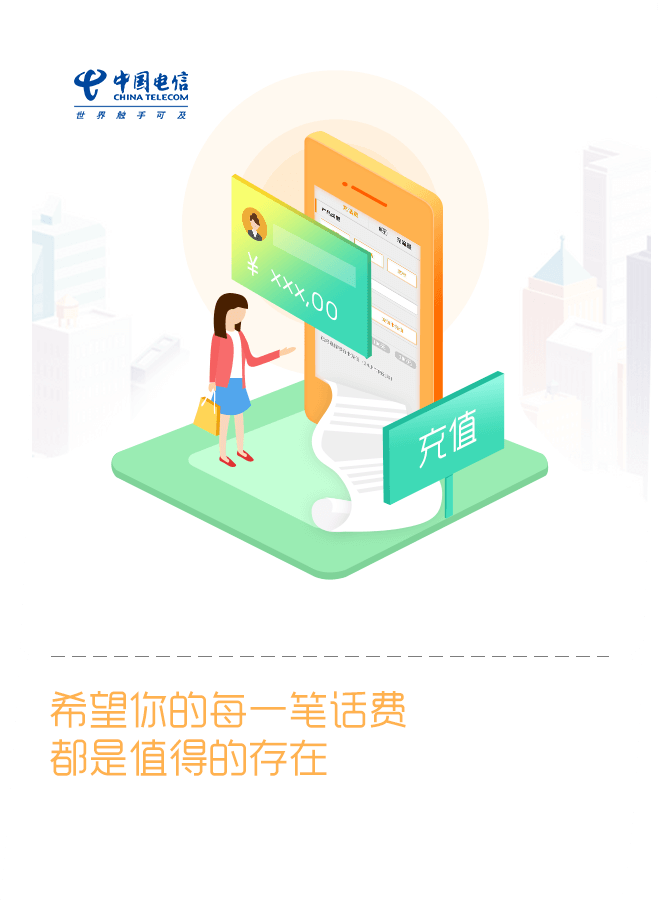 中国电信
CHINA TELECOM
世界触手可及
¥ xxx,00
充值
希望你的每一笔话费
都是值得的存在